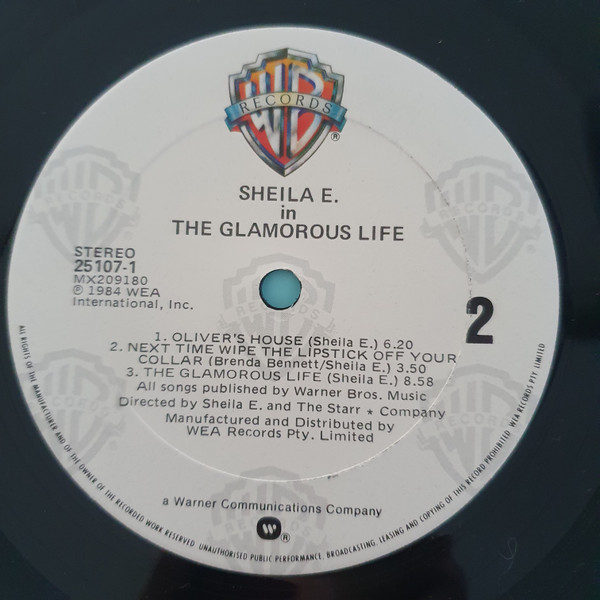 WB
RECORDS
®
SHEILA E.
in
THE GLAMOROUS LIFE
STEREO
25107-1
MX209180
℗ 1984 WEA
International, Inc.
2
1. OLIVER'S HOUSE (Sheila E.) 6.20
2. NEXT TIME WIPE THE LIPSTICK OFF YOUR
COLLAR (Brenda Bennett/Sheila E.) 3.50
3. THE GLAMOROUS LIFE (Sheila E.) 8.58
All songs published by Warner Bros. Music
Directed by Sheila E. and The Starr ★ Company
Manufactured and Distributed by
WEA Records Pty. Limited
a Warner Communications Company
®
ALL RIGHTS OF THE MANUFACTURER AND OF THE OWNER OF THE RECORDED WORK RESERVED. UNAUTHORISED PUBLIC PERFORMANCE, BROADCASTING, LEASING AND COPYING OF THIS RECORD PROHIBITED. WEA RECORDS PTY. LIMITED